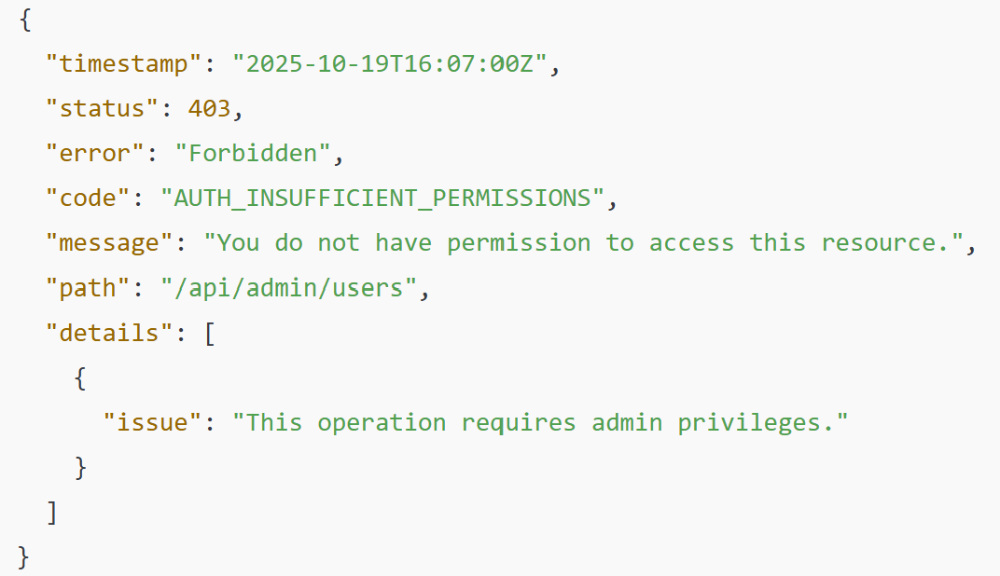 {
  "timestamp": "2025-10-19T16:07:00Z",
  "status": 403,
  "error": "Forbidden",
  "code": "AUTH_INSUFFICIENT_PERMISSIONS",
  "message": "You do not have permission to access this resource.",
  "path": "/api/admin/users",
  "details": [
    {
      "issue": "This operation requires admin privileges."
    }
  ]
}